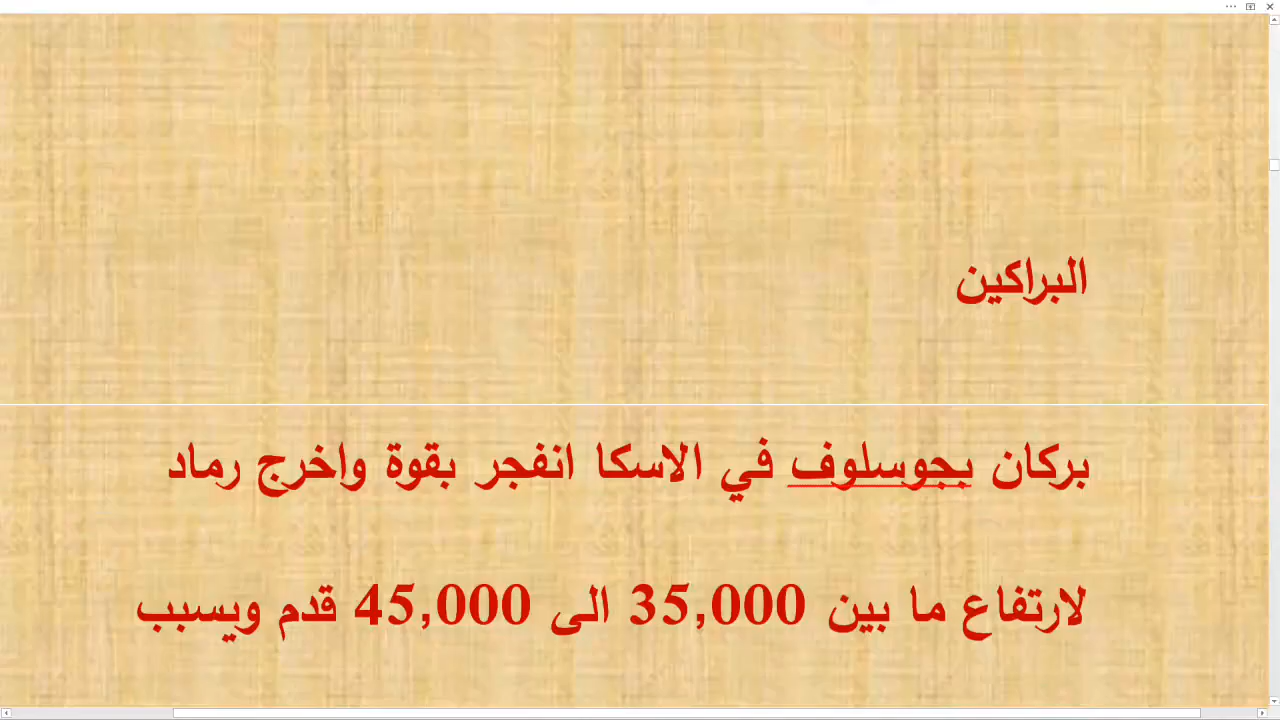 البراكين
بركان بجوسلوف في الاسكا انفجر بقوة واخرج رماد
لارتفاع ما بين 35,000 الى 45,000 قدم ويسبب